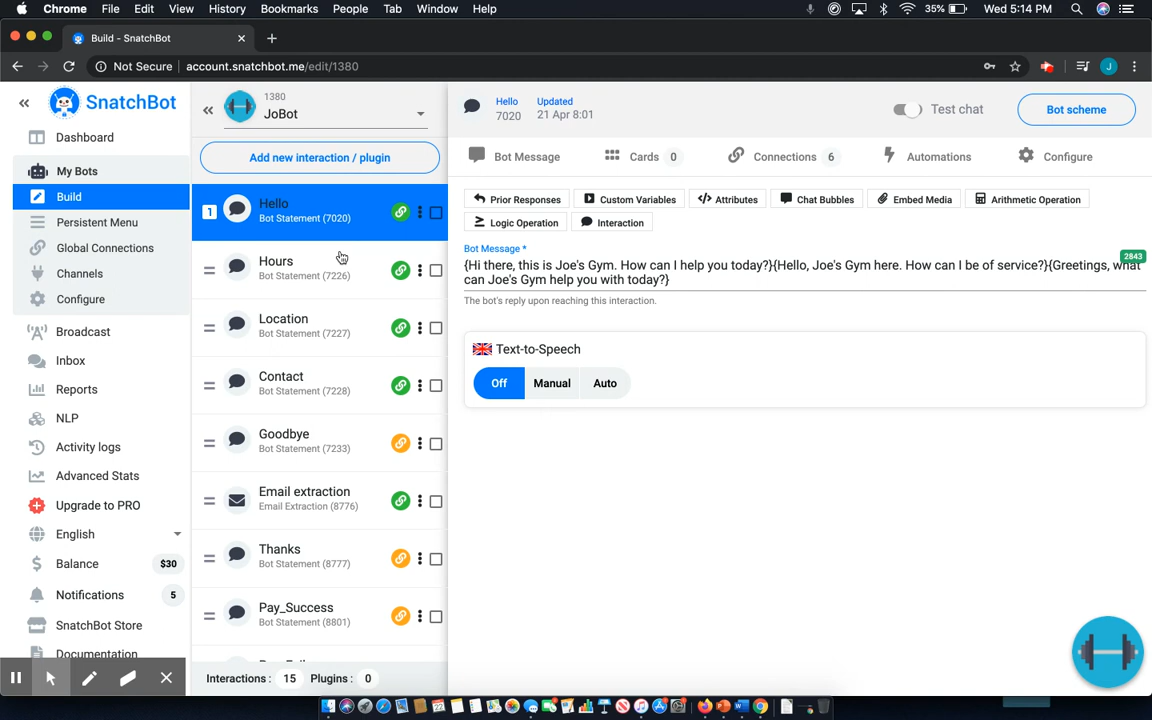 Chrome File Edit View History Bookmarks People Tab Window Help 35% Wed 5:14 PM
Build - SnatchBot
Not Secure account.snatchbot.me/edit/1380 J
SnatchBot
Dashboard
My Bots
Build
Persistent Menu
Global Connections
Channels
Configure
Broadcast
Inbox
Reports
NLP
Activity logs
Advanced Stats
Upgrade to PRO
English
Balance $30
Notifications 5
SnatchBot Store
Documentation
1380
JoBot
Add new interaction / plugin
1 Hello
Bot Statement (7020)
Hours
Bot Statement (7226)
Location
Bot Statement (7227)
Contact
Bot Statement (7228)
Goodbye
Bot Statement (7233)
Email extraction
Email Extraction (8776)
Thanks
Bot Statement (8777)
Pay_Success
Bot Statement (8801)
Interactions : 15 Plugins : 0
Hello Updated
7020 21 Apr 8:01
Test chat
Bot scheme
Bot Message Cards 0 Connections 6 Automations Configure
Prior Responses Custom Variables Attributes Chat Bubbles Embed Media Arithmetic Operation
Logic Operation Interaction
Bot Message *
2843
{Hi there, this is Joe's Gym. How can I help you today?}{Hello, Joe's Gym here. How can I be of service?}{Greetings, what
can Joe's Gym help you with today?}
The bot's reply upon reaching this interaction.
Text-to-Speech
Off Manual Auto